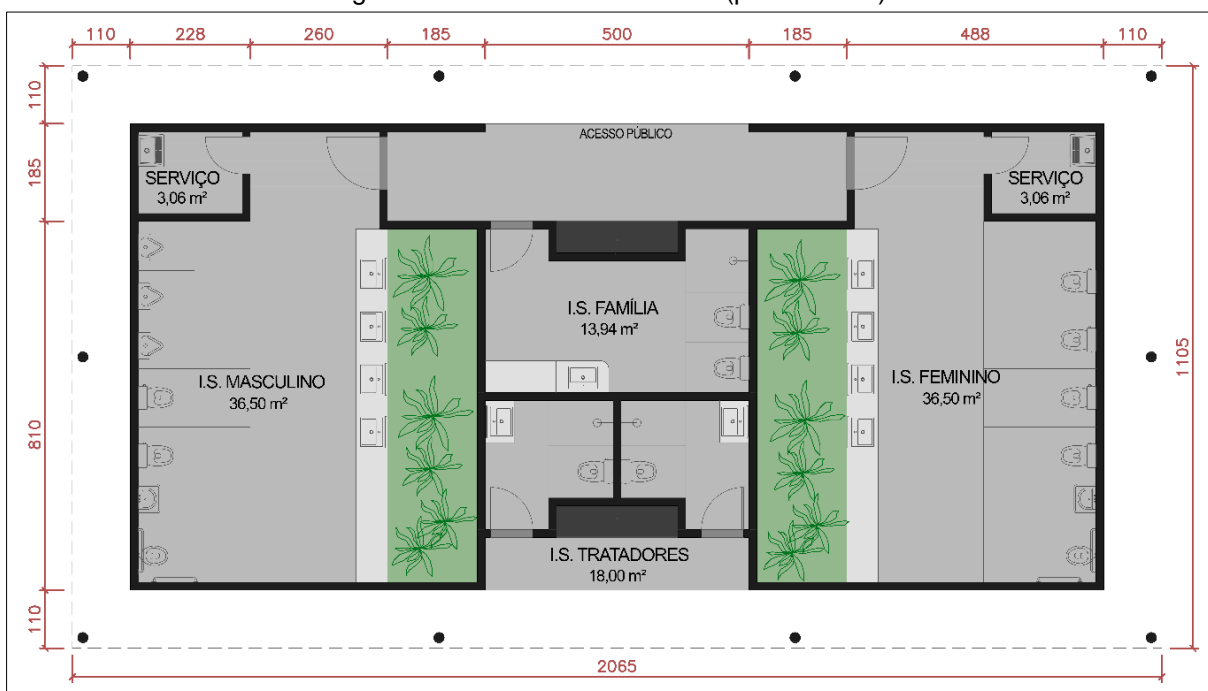 110 228 260 185 500 185 488 110
110
ACESSO PÚBLICO
185
SERVIÇO
3,06 m²
SERVIÇO
3,06 m²
I.S. FAMÍLIA
13,94 m²
I.S. MASCULINO
36,50 m²
I.S. FEMININO
36,50 m²
1105
810
I.S. TRATADORES
18,00 m²
110
2065